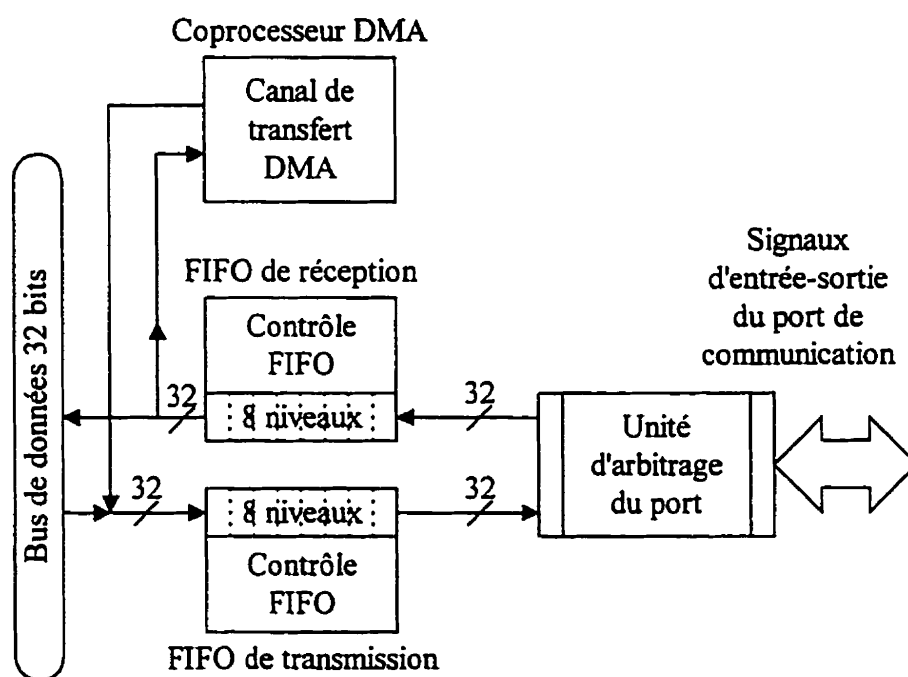 Coprocesseur DMA
Canal de
transfert
DMA
Bus de données 32 bits
FIFO de réception
Contrôle
FIFO
8 niveaux
32
32
Signaux
d'entrée-sortie
du port de
communication
Unité
d'arbitrage
du port
32
8 niveaux
32
Contrôle
FIFO
FIFO de transmission